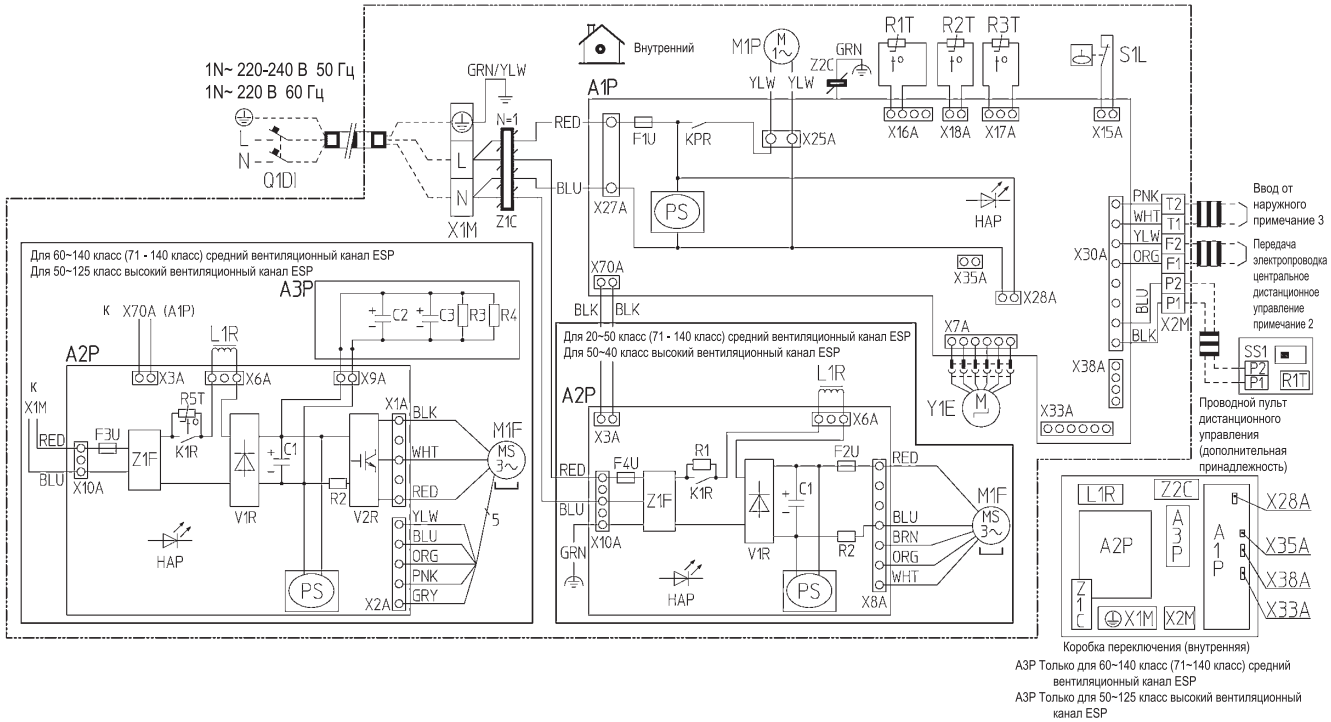 1N~ 220-240 В 50 Гц
1N~ 220 В 60 Гц
L
N
Q1DI
GRN/YLW
L
N
X1M
N=1
Z1C
RED
BLU
Внутренний
A1P
X27A
F1U
KPR
PS
M1P
M
1~
YLW
YLW
X25A
Z2C
GRN
R1T
R2T
R3T
t°
t°
t°
X16A
X18A
X17A
S1L
X15A
HAP
X35A
X28A
X70A
BLK
BLK
X30A
PNK
WHT
YLW
ORG
BLU
BLK
T2
T1
F2
F1
P2
P1
X2M
Ввод от
наружного
примечание 3
Передача
электропроводка
центральное
дистанционное
управление
примечание 2
SS1
P2
P1
R1T
Проводной пульт
дистанционного
управления
(дополнительная
принадлежность)
X38A
X33A
X7A
Y1E
M
Для 60~140 класс (71 - 140 класс) средний вентиляционный канал ESP
Для 50~125 класс высокий вентиляционный канал ESP
A3P
C2
C3
R3
R4
К
X70A (A1P)
L1R
A2P
X3A
X6A
X9A
К
X1M
RED
BLU
F3U
X10A
Z1F
R5T
t°
K1R
V1R
C1
R2
V2R
X1A
BLK
WHT
RED
M1F
MS
3~
5
YLW
BLU
ORG
PNK
GRY
X2A
HAP
PS
Для 20~50 класс (71 - 140 класс) средний вентиляционный канал ESP
Для 50~40 класс высокий вентиляционный канал ESP
L1R
A2P
X3A
X6A
RED
BLU
GRN
X10A
F4U
Z1F
R1
K1R
V1R
C1
F2U
R2
PS
HAP
X8A
RED
BLU
BRN
ORG
WHT
M1F
MS
3~
L1R
Z2C
A2P
A3P
A1P
Z1C
X1M
X2M
X28A
X35A
X38A
X33A
Коробка переключения (внутренняя)
A3P Только для 60~140 класс (71~140 класс) средний
вентиляционный канал ESP
A3P Только для 50~125 класс высокий вентиляционный
канал ESP